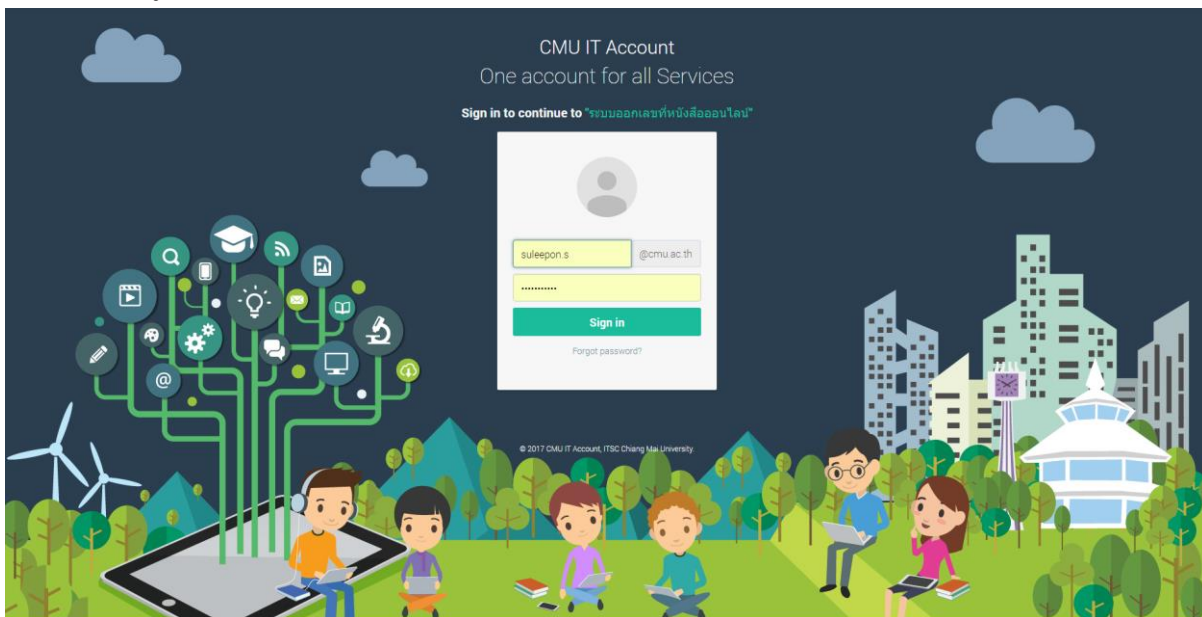 CMU IT Account
One account for all Services
Sign in to continue to "ระบบออกเลขที่หนังสือออนไลน์"
suleepon.s @cmu.ac.th
•••••••••••
Sign in
Forgot password?
© 2017 CMU IT Account, ITSC Chiang Mai University.
@